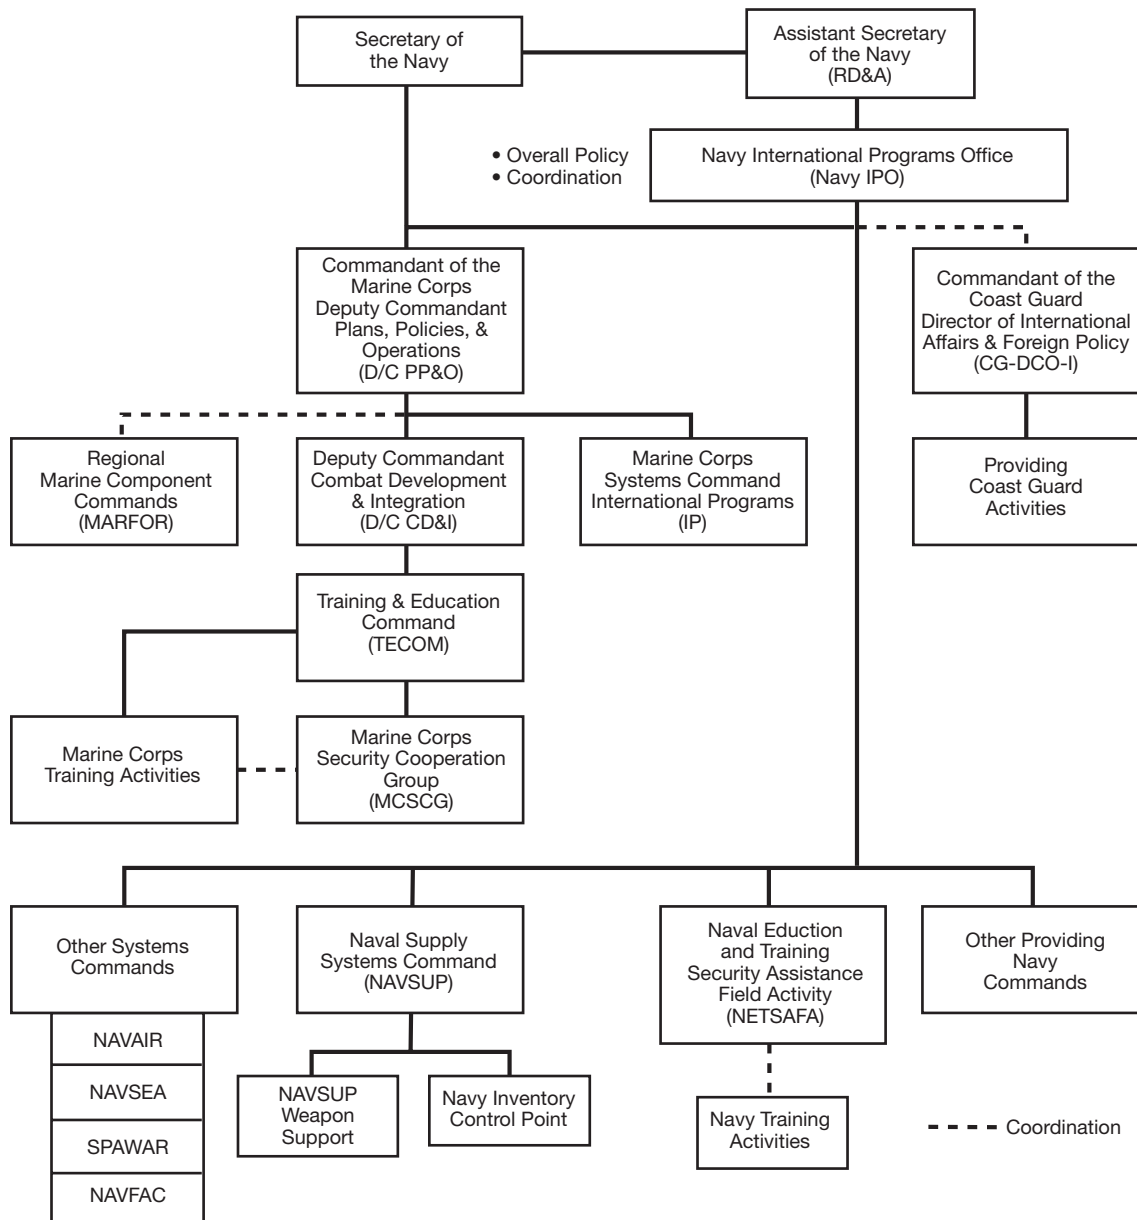 Secretary of
the Navy
Assistant Secretary
of the Navy
(RD&A)
• Overall Policy
• Coordination
Navy International Programs Office
(Navy IPO)
Commandant of the
Marine Corps
Deputy Commandant
Plans, Policies, &
Operations
(D/C PP&O)
Commandant of the
Coast Guard
Director of International
Affairs & Foreign Policy
(CG-DCO-I)
Regional
Marine Component
Commands
(MARFOR)
Deputy Commandant
Combat Development
& Integration
(D/C CD&I)
Marine Corps
Systems Command
International Programs
(IP)
Providing
Coast Guard
Activities
Training & Education
Command
(TECOM)
Marine Corps
Training Activities
Marine Corps
Security Cooperation
Group
(MCSCG)
Other Systems
Commands
Naval Supply
Systems Command
(NAVSUP)
Naval Eduction
and Training
Security Assistance
Field Activity
(NETSAFA)
Other Providing
Navy
Commands
NAVAIR
NAVSEA
SPAWAR
NAVFAC
NAVSUP
Weapon
Support
Navy Inventory
Control Point
Navy Training
Activities
Coordination